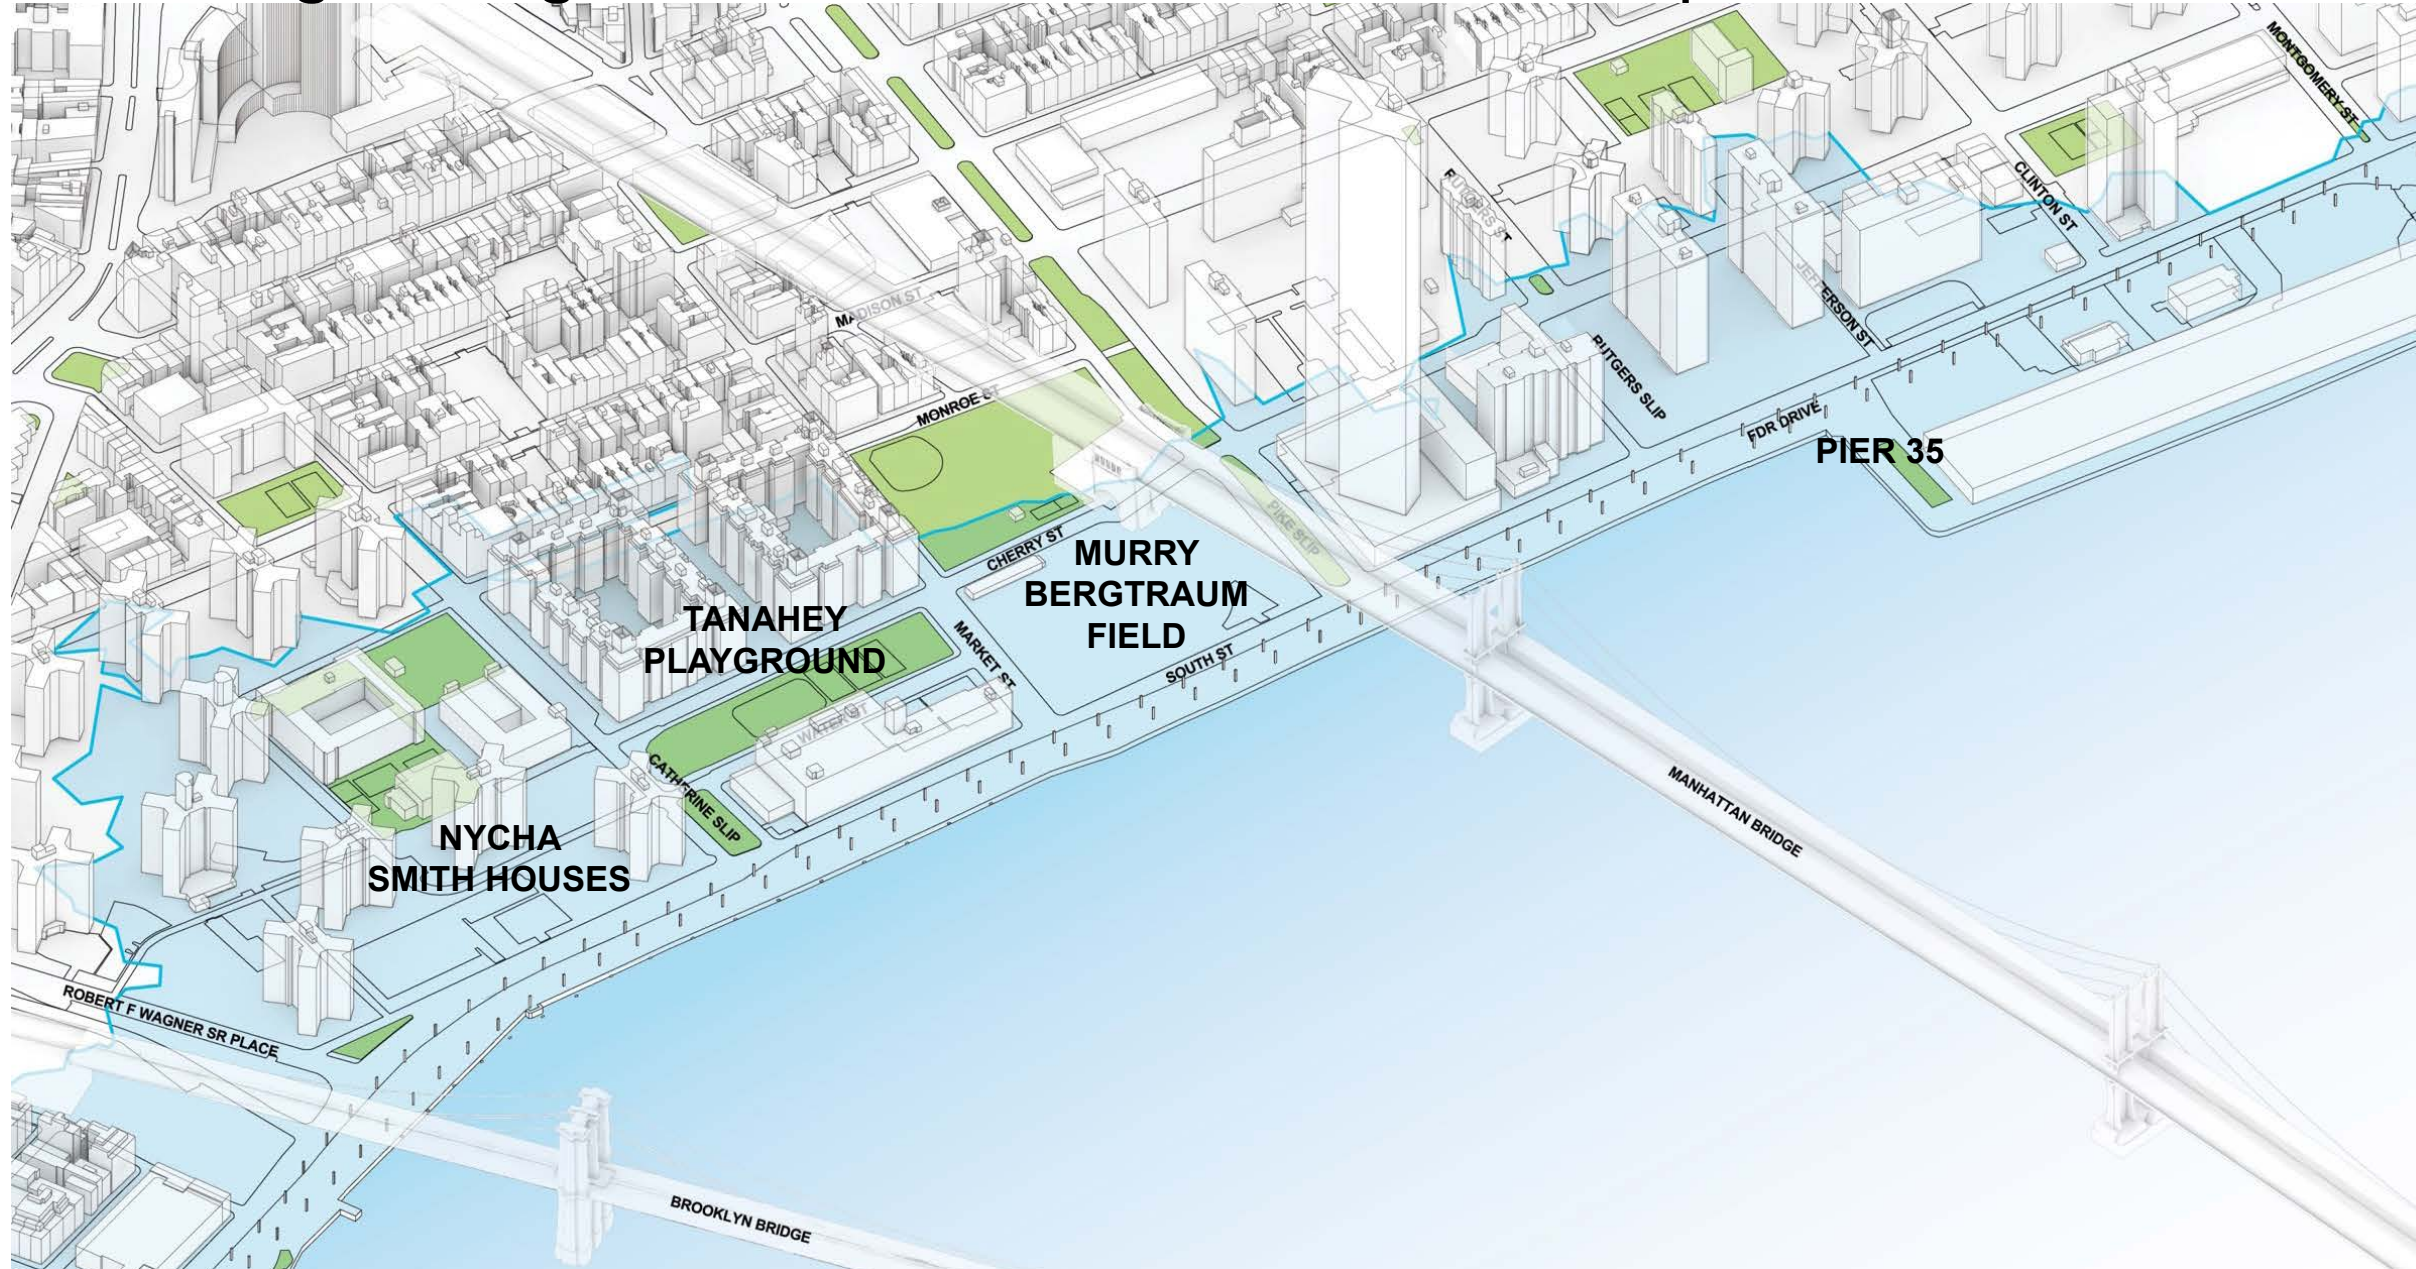 MONTGOMERY ST
CLINTON ST
RUTGERS ST
JEFFERSON ST
MADISON ST
RUTGERS SLIP
MONROE ST
FDR DRIVE
PIER 35
PIKE SLIP
CHERRY ST
MURRY
BERGTRAUM
FIELD
TANAHEY
PLAYGROUND
MARKET ST
SOUTH ST
WATER ST
CATHERINE SLIP
MANHATTAN BRIDGE
NYCHA
SMITH HOUSES
ROBERT F WAGNER SR PLACE
BROOKLYN BRIDGE